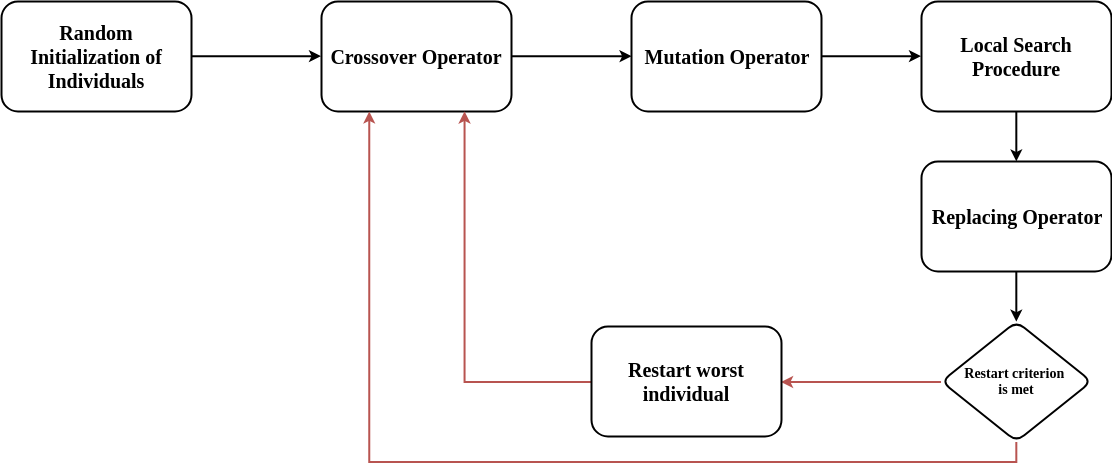 Random
Initialization of
Individuals
Crossover Operator
Mutation Operator
Local Search
Procedure
Replacing Operator
Restart criterion
is met
Restart worst
individual